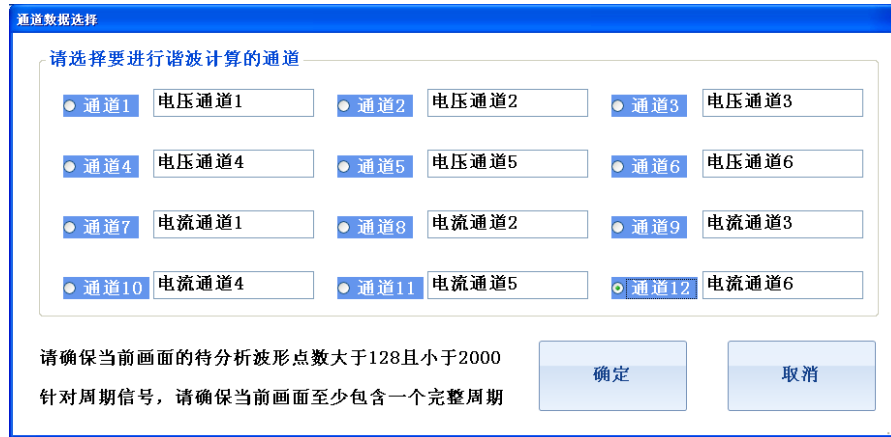 通道数据选择
请选择要进行谐波计算的通道
通道1 电压通道1 通道2 电压通道2 通道3 电压通道3
通道4 电压通道4 通道5 电压通道5 通道6 电压通道6
通道7 电流通道1 通道8 电流通道2 通道9 电流通道3
通道10 电流通道4 通道11 电流通道5 通道12 电流通道6
请确保当前画面的待分析波形点数大于128且小于2000
针对周期信号，请确保当前画面至少包含一个完整周期
确定 取消